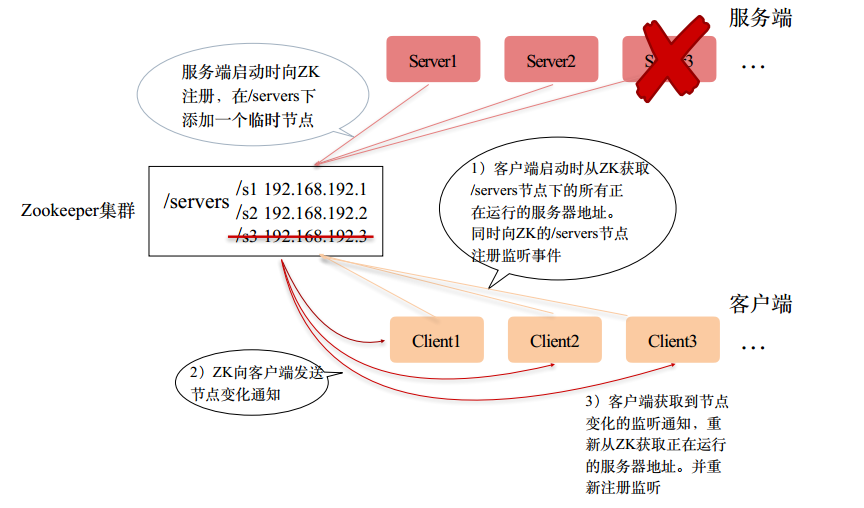 服务端
Server1
Server2
…
服务端启动时向ZK
注册，在/servers下
添加一个临时节点
Zookeeper集群
/servers
/s1 192.168.192.1
/s2 192.168.192.2
/s3 192.168.192.3
1）客户端启动时从ZK获取
/servers节点下的所有正
在运行的服务器地址。
同时向ZK的/servers节点
注册监听事件
客户端
Client1
Client2
Client3
…
2）ZK向客户端发送
节点变化通知
3）客户端获取到节点
变化的监听通知，重
新从ZK获取正在运行
的服务器地址。并重
新注册监听